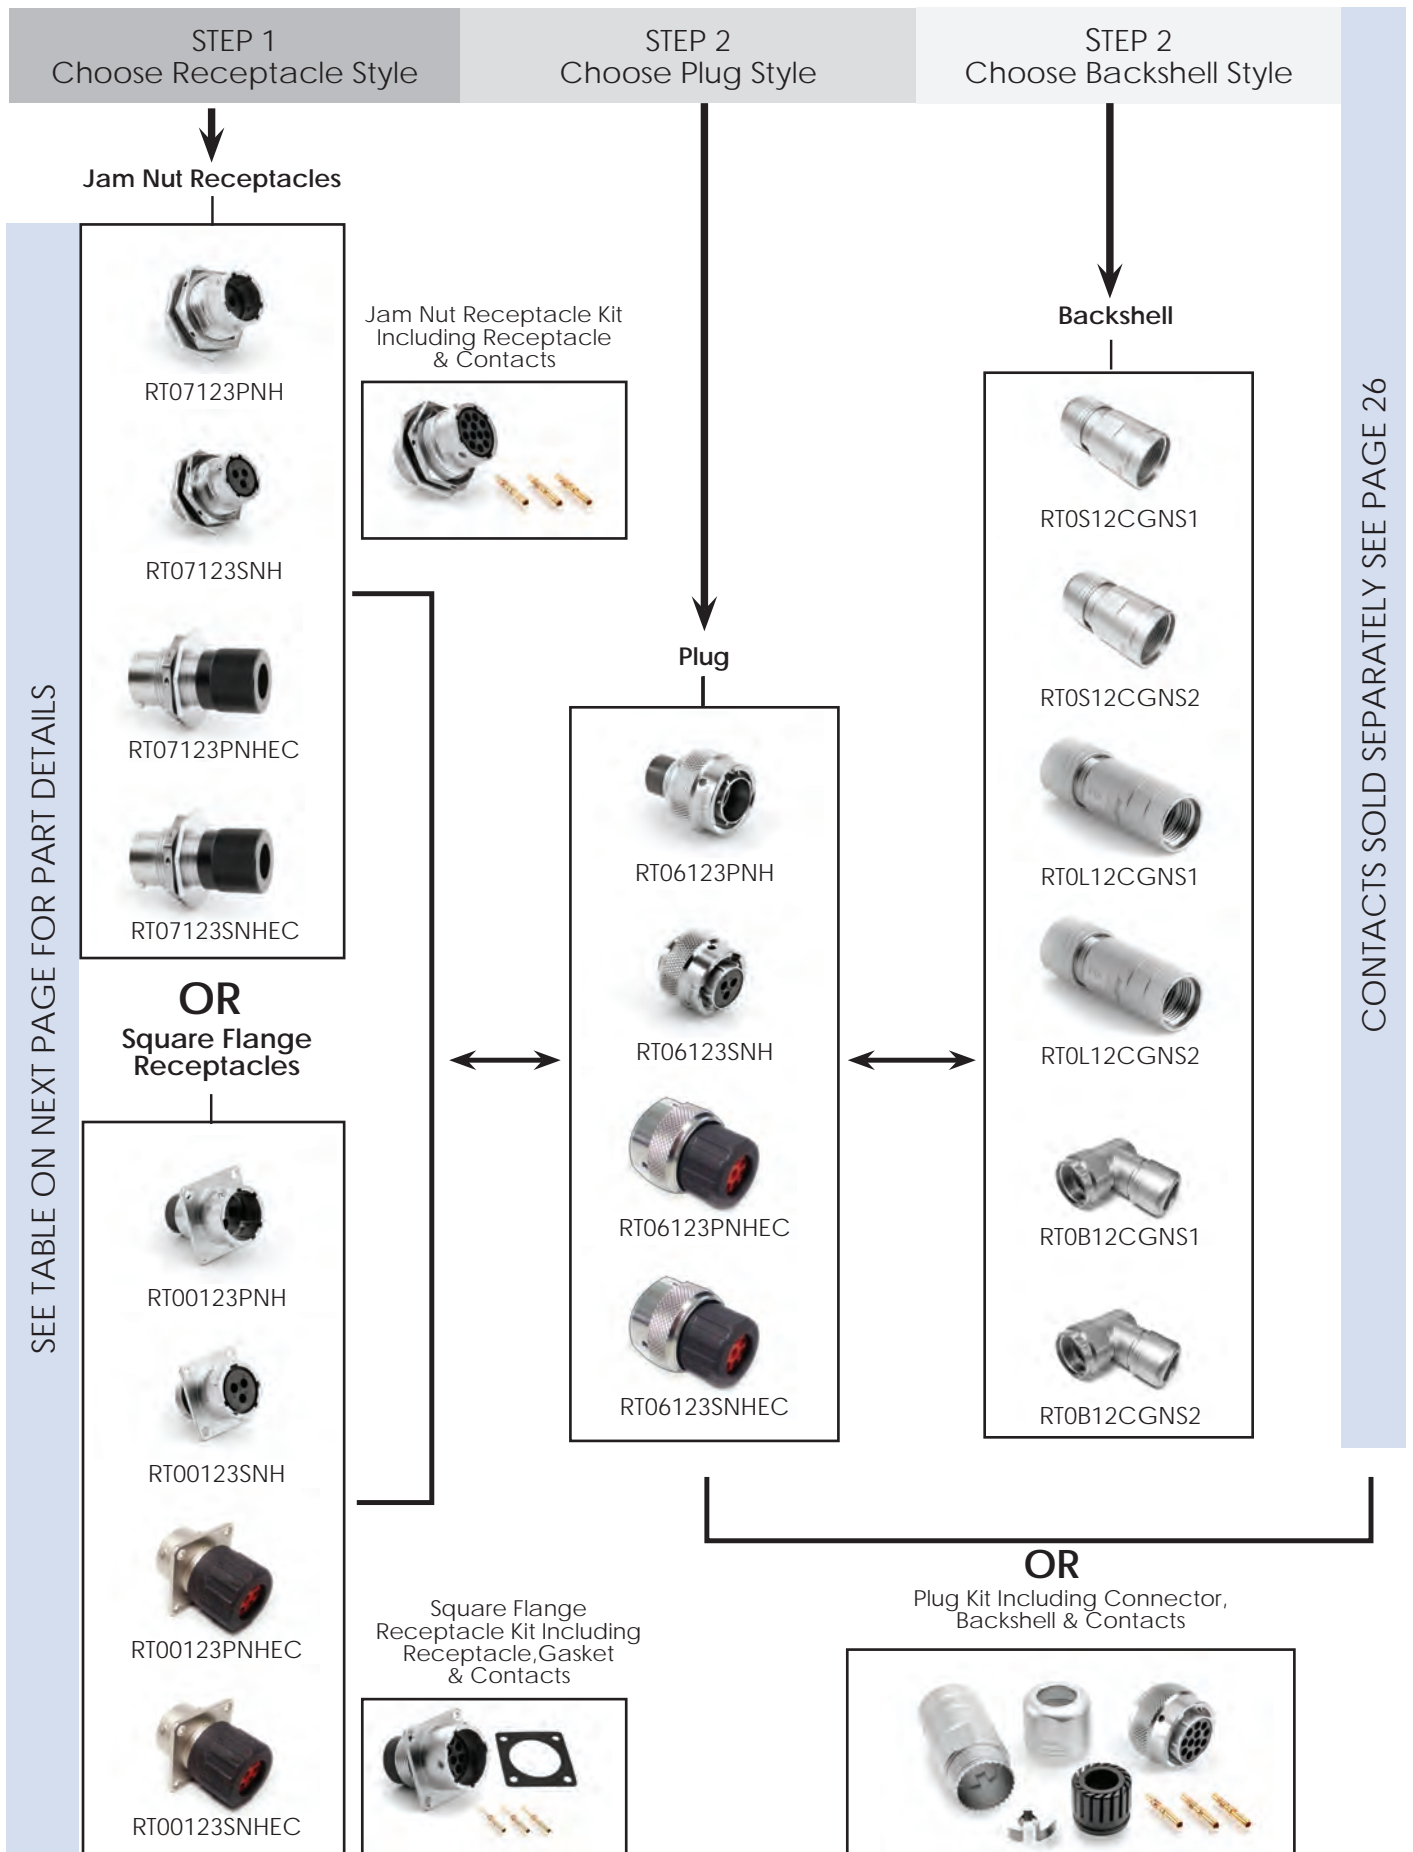 STEP 1
Choose Receptacle Style
STEP 2
Choose Plug Style
STEP 2
Choose Backshell Style
Jam Nut Receptacles
RT07123PNH
RT07123SNH
RT07123PNHEC
RT07123SNHEC
Jam Nut Receptacle Kit
Including Receptacle
& Contacts
OR
Square Flange
Receptacles
RT00123PNH
RT00123SNH
RT00123PNHEC
RT00123SNHEC
Square Flange
Receptacle Kit Including
Receptacle,Gasket
& Contacts
Plug
RT06123PNH
RT06123SNH
RT06123PNHEC
RT06123SNHEC
Backshell
RT0S12CGNS1
RT0S12CGNS2
RT0L12CGNS1
RT0L12CGNS2
RT0B12CGNS1
RT0B12CGNS2
OR
Plug Kit Including Connector,
Backshell & Contacts
SEE TABLE ON NEXT PAGE FOR PART DETAILS
CONTACTS SOLD SEPARATELY SEE PAGE 26